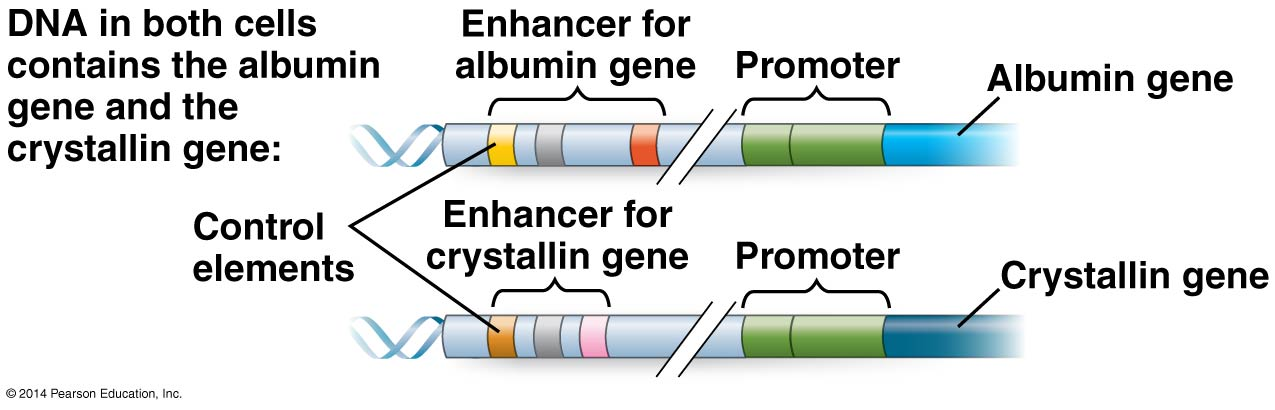 DNA in both cells
contains the albumin
gene and the
crystallin gene:
Enhancer for
albumin gene
Promoter
Albumin gene
Control
elements
Enhancer for
crystallin gene
Promoter
Crystallin gene
© 2014 Pearson Education, Inc.